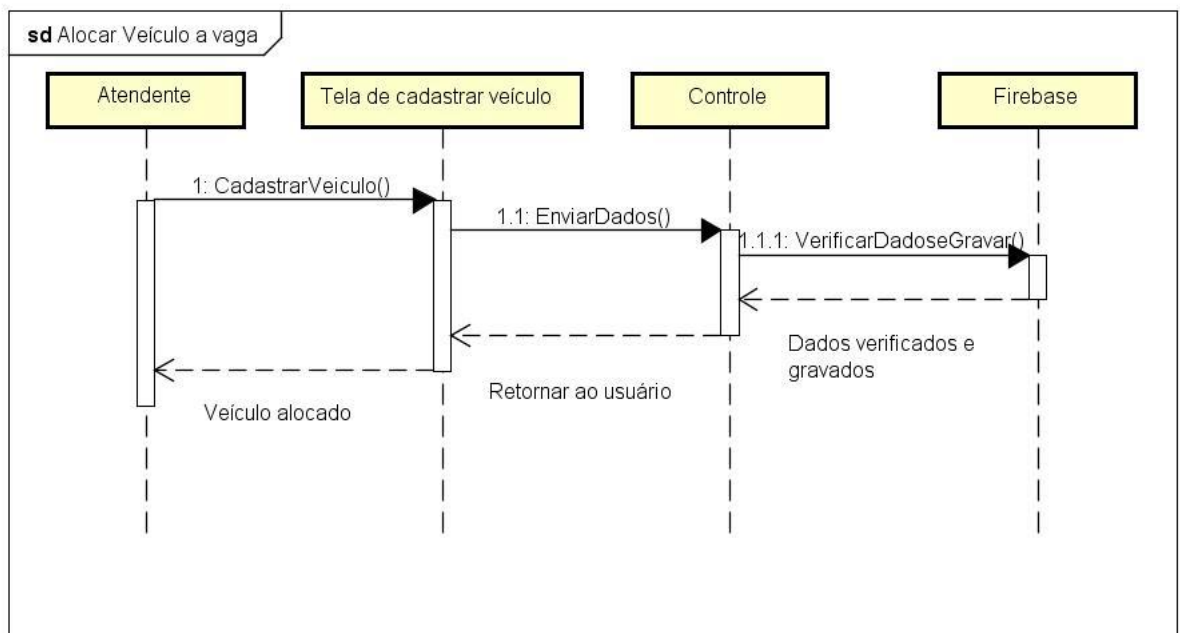 sd Alocar Veículo a vaga
Atendente
Tela de cadastrar veículo
Controle
Firebase
1: CadastrarVeiculo()
1.1: EnviarDados()
1.1.1: VerificarDadoseGravar()
Dados verificados e
gravados
Retornar ao usuário
Veículo alocado